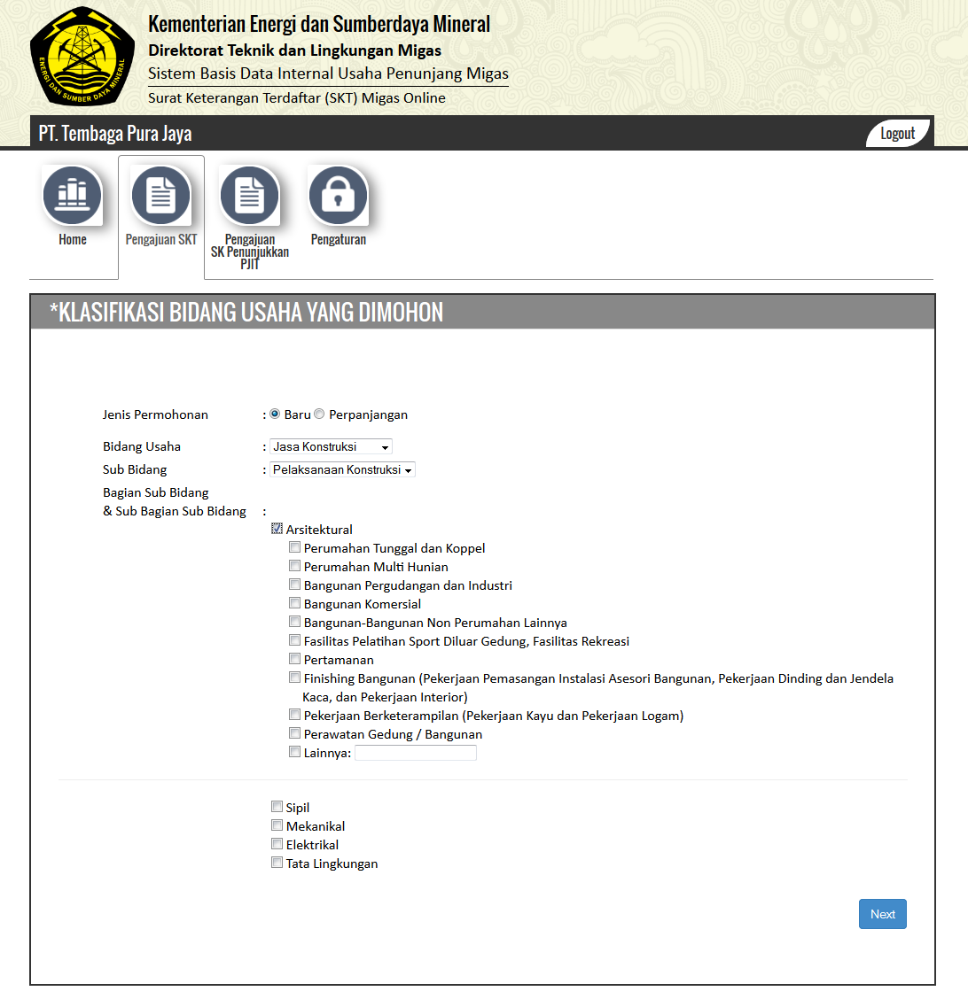 Kementerian Energi dan Sumberdaya Mineral
Direktorat Teknik dan Lingkungan Migas
Sistem Basis Data Internal Usaha Penunjang Migas
Surat Keterangan Terdaftar (SKT) Migas Online
ENERGI DAN SUMBER DAYA MINERAL
PT. Tembaga Pura Jaya
Logout
Home
Pengajuan SKT
Pengajuan
SK Penunjukkan
PJIT
Pengaturan
*KLASIFIKASI BIDANG USAHA YANG DIMOHON
Jenis Permohonan : Baru Perpanjangan
Bidang Usaha : Jasa Konstruksi
Sub Bidang : Pelaksanaan Konstruksi
Bagian Sub Bidang
& Sub Bagian Sub Bidang :
Arsitektural
Perumahan Tunggal dan Koppel
Perumahan Multi Hunian
Bangunan Pergudangan dan Industri
Bangunan Komersial
Bangunan-Bangunan Non Perumahan Lainnya
Fasilitas Pelatihan Sport Diluar Gedung, Fasilitas Rekreasi
Pertamanan
Finishing Bangunan (Pekerjaan Pemasangan Instalasi Asesori Bangunan, Pekerjaan Dinding dan Jendela
Kaca, dan Pekerjaan Interior)
Pekerjaan Berketerampilan (Pekerjaan Kayu dan Pekerjaan Logam)
Perawatan Gedung / Bangunan
Lainnya:
Sipil
Mekanikal
Elektrikal
Tata Lingkungan
Next